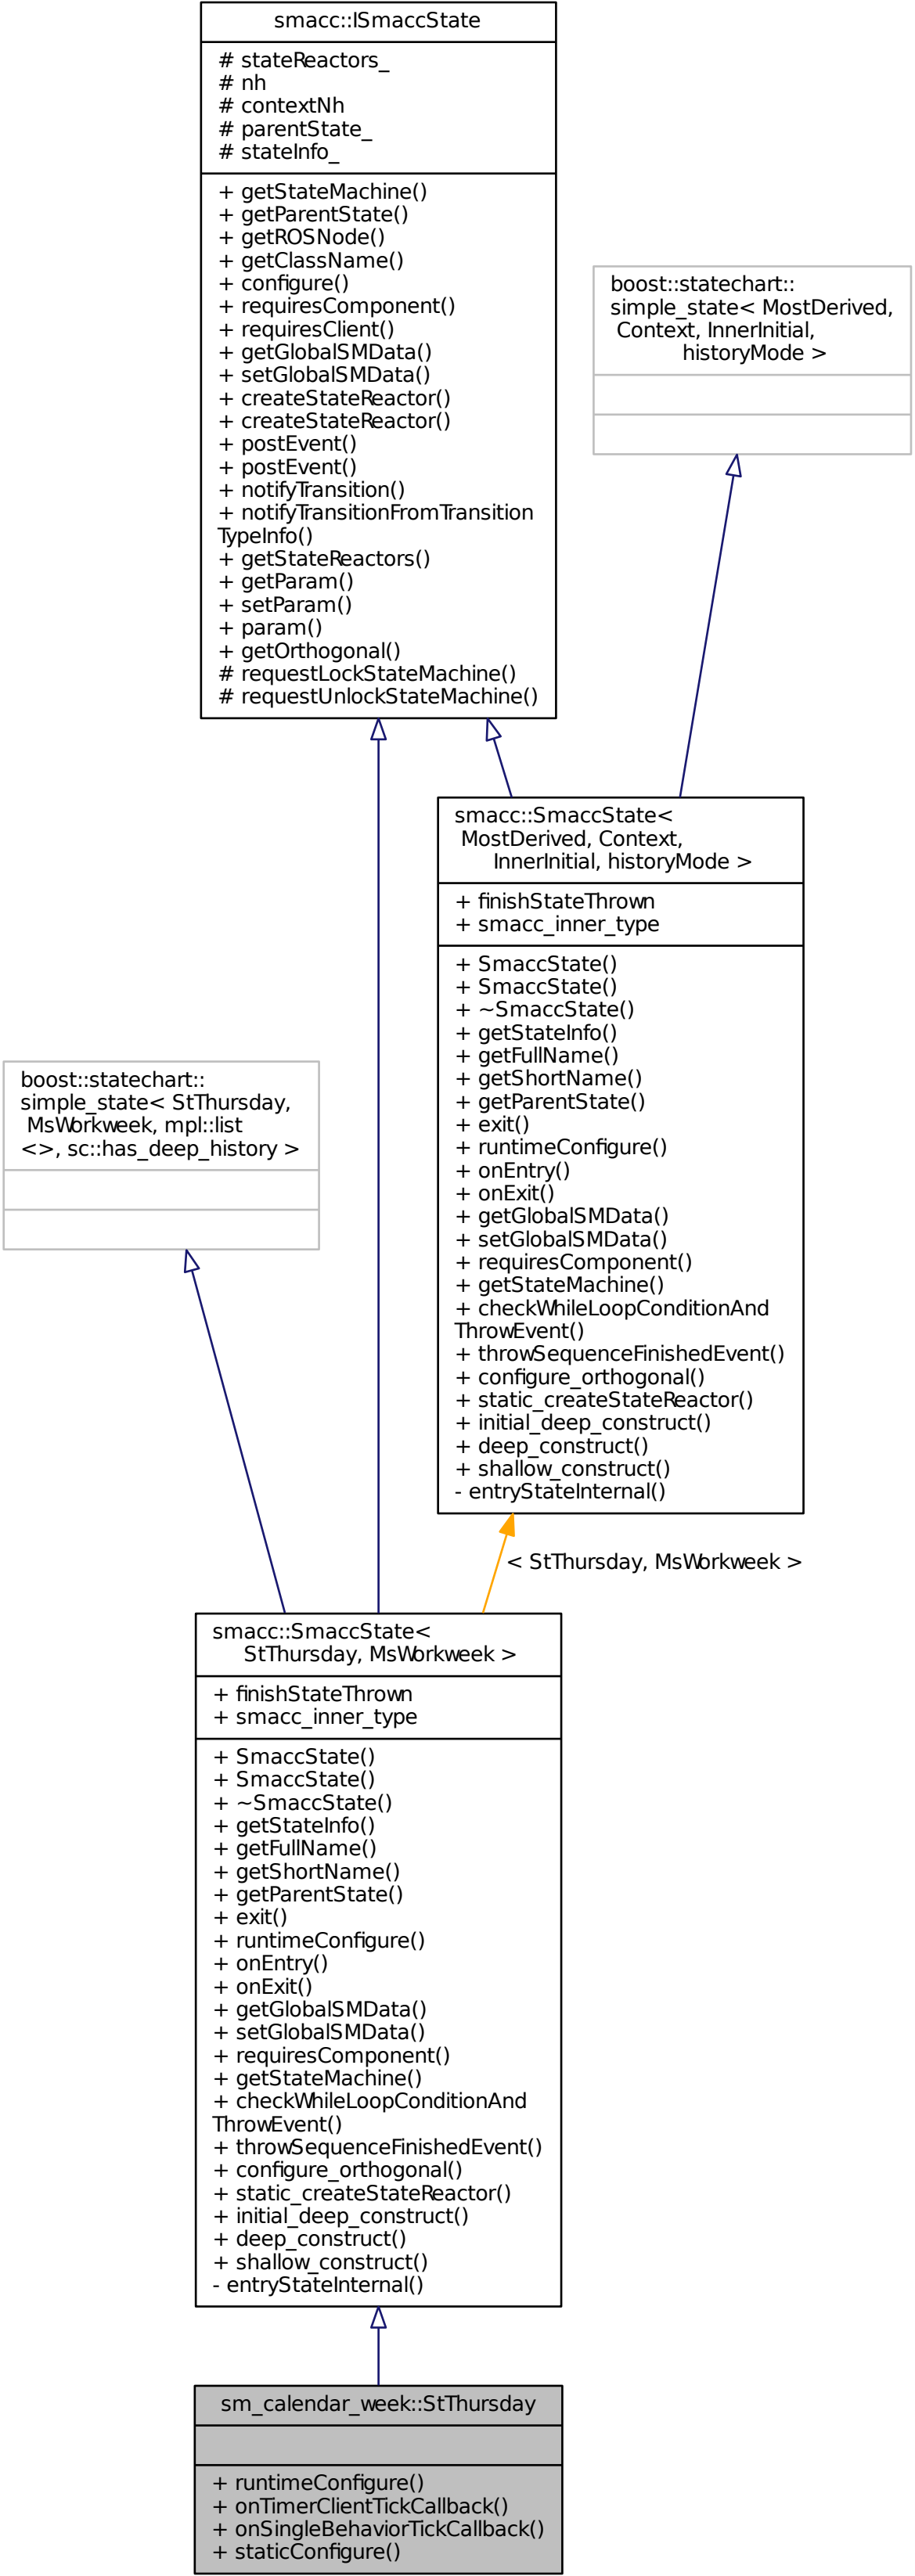 smacc::ISmaccState
# stateReactors_
# nh
# contextNh
# parentState_
# stateInfo_
+ getStateMachine()
+ getParentState()
+ getROSNode()
+ getClassName()
+ configure()
+ requiresComponent()
+ requiresClient()
+ getGlobalSMData()
+ setGlobalSMData()
+ createStateReactor()
+ createStateReactor()
+ postEvent()
+ postEvent()
+ notifyTransition()
+ notifyTransitionFromTransition
TypeInfo()
+ getStateReactors()
+ getParam()
+ setParam()
+ param()
+ getOrthogonal()
# requestLockStateMachine()
# requestUnlockStateMachine()
boost::statechart::
simple_state< MostDerived,
Context, InnerInitial,
historyMode >
smacc::SmaccState<
MostDerived, Context,
InnerInitial, historyMode >
+ finishStateThrown
+ smacc_inner_type
+ SmaccState()
+ SmaccState()
+ ~SmaccState()
+ getStateInfo()
+ getFullName()
+ getShortName()
+ getParentState()
+ exit()
+ runtimeConfigure()
+ onEntry()
+ onExit()
+ getGlobalSMData()
+ setGlobalSMData()
+ requiresComponent()
+ getStateMachine()
+ checkWhileLoopConditionAnd
ThrowEvent()
+ throwSequenceFinishedEvent()
+ configure_orthogonal()
+ static_createStateReactor()
+ initial_deep_construct()
+ deep_construct()
+ shallow_construct()
- entryStateInternal()
boost::statechart::
simple_state< StThursday,
MsWorkweek, mpl::list
<>, sc::has_deep_history >
< StThursday, MsWorkweek >
smacc::SmaccState<
StThursday, MsWorkweek >
+ finishStateThrown
+ smacc_inner_type
+ SmaccState()
+ SmaccState()
+ ~SmaccState()
+ getStateInfo()
+ getFullName()
+ getShortName()
+ getParentState()
+ exit()
+ runtimeConfigure()
+ onEntry()
+ onExit()
+ getGlobalSMData()
+ setGlobalSMData()
+ requiresComponent()
+ getStateMachine()
+ checkWhileLoopConditionAnd
ThrowEvent()
+ throwSequenceFinishedEvent()
+ configure_orthogonal()
+ static_createStateReactor()
+ initial_deep_construct()
+ deep_construct()
+ shallow_construct()
- entryStateInternal()
sm_calendar_week::StThursday
+ runtimeConfigure()
+ onTimerClientTickCallback()
+ onSingleBehaviorTickCallback()
+ staticConfigure()